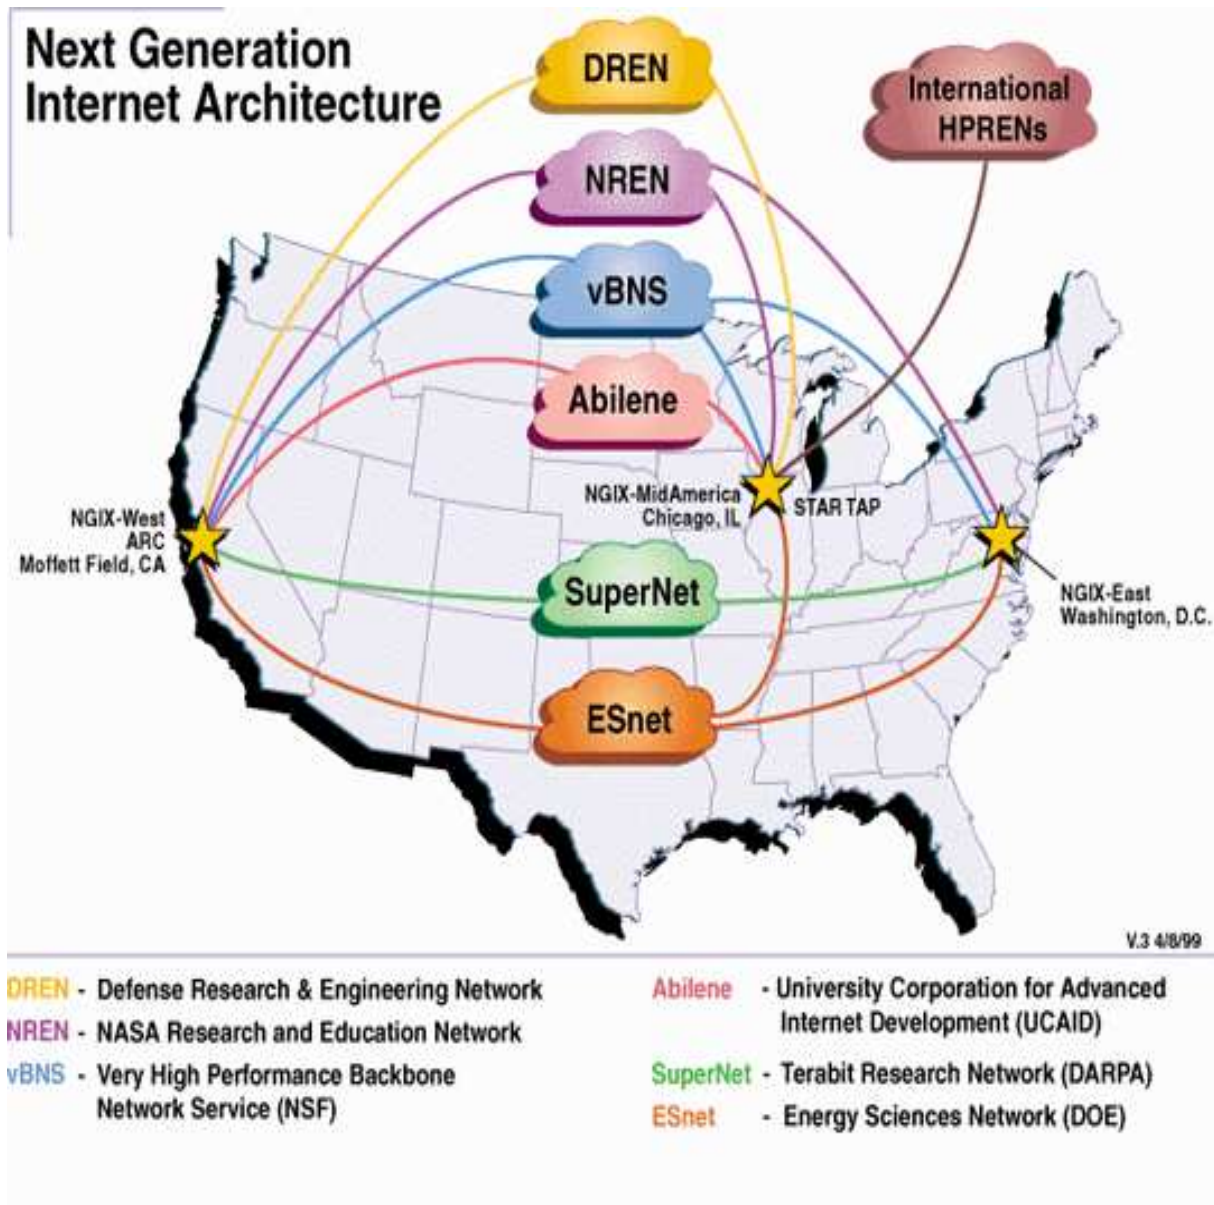 Next Generation
Internet Architecture
DREN
International
HPRENs
NREN
vBNS
Abilene
NGIX-MidAmerica
Chicago, IL
STAR TAP
NGIX-West
ARC
Moffett Field, CA
SuperNet
NGIX-East
Washington, D.C.
ESnet
V.3 4/8/99
DREN - Defense Research & Engineering Network
NREN - NASA Research and Education Network
vBNS - Very High Performance Backbone
Network Service (NSF)
Abilene - University Corporation for Advanced
Internet Development (UCAID)
SuperNet - Terabit Research Network (DARPA)
ESnet - Energy Sciences Network (DOE)